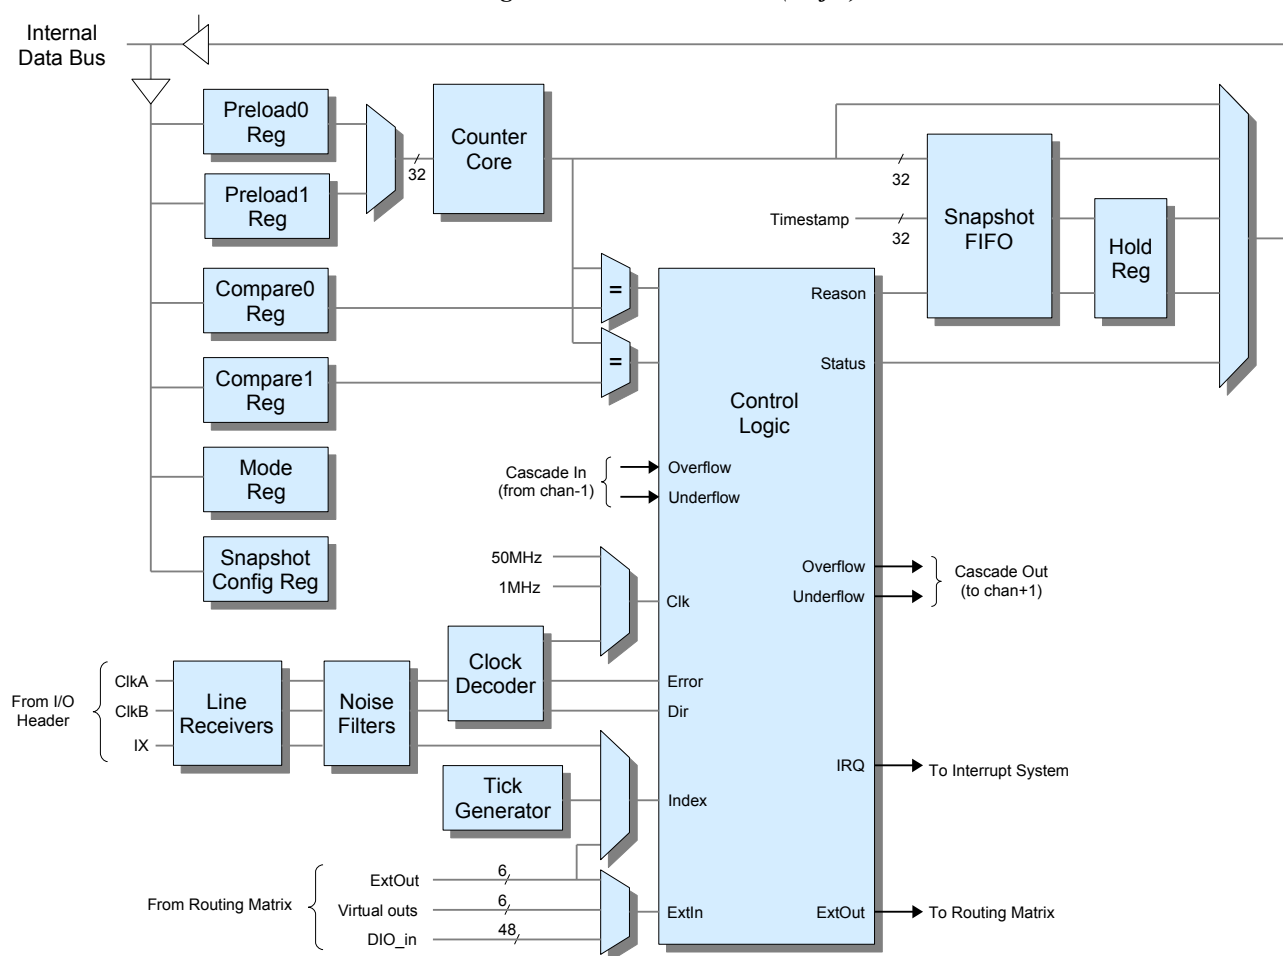 Internal
Data Bus
Preload0
Reg
Preload1
Reg
Compare0
Reg
Compare1
Reg
Mode
Reg
Snapshot
Config Reg
32
Counter
Core
32
Timestamp
32
Snapshot
FIFO
Hold
Reg
=
=
Reason
Status
Control
Logic
Cascade In
(from chan-1)
Overflow
Underflow
50MHz
1MHz
Clk
Overflow
Underflow
Cascade Out
(to chan+1)
From I/O
Header
ClkA
ClkB
IX
Line
Receivers
Noise
Filters
Clock
Decoder
Error
Dir
Tick
Generator
Index
IRQ
To Interrupt System
From Routing Matrix
ExtOut
6
Virtual outs
6
DIO_in
48
ExtIn
ExtOut
To Routing Matrix